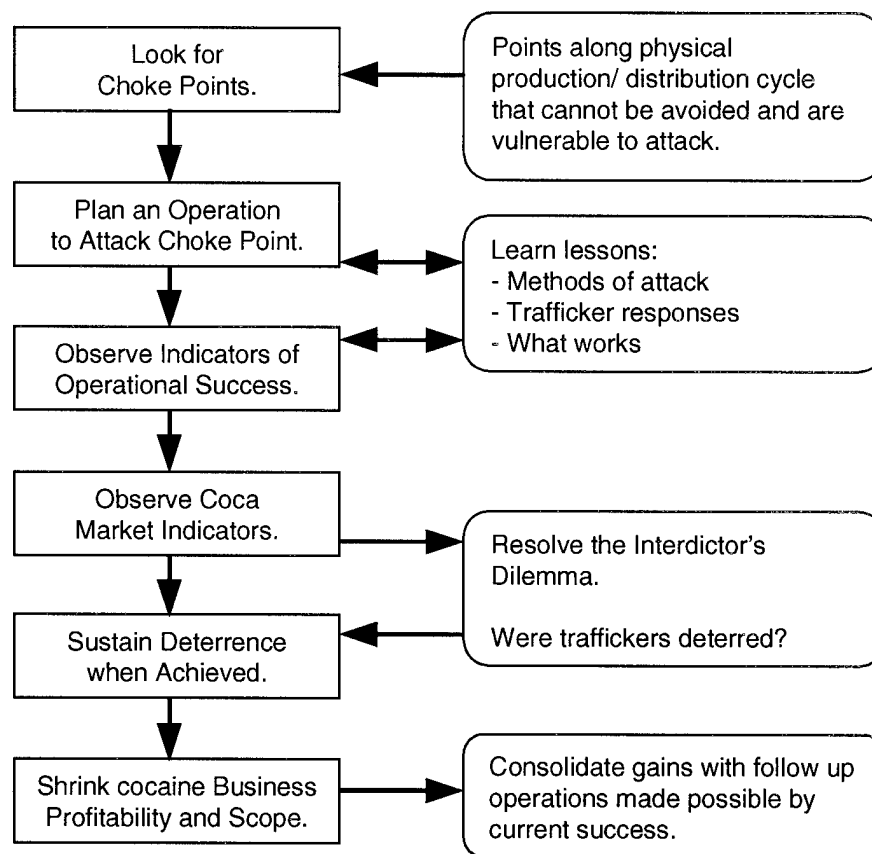 Look for
Choke Points.
Points along physical
production/ distribution cycle
that cannot be avoided and are
vulnerable to attack.
Plan an Operation
to Attack Choke Point.
Learn lessons:
- Methods of attack
- Trafficker responses
- What works
Observe Indicators of
Operational Success.
Observe Coca
Market Indicators.
Resolve the Interdictor's
Dilemma.
Were traffickers deterred?
Sustain Deterrence
when Achieved.
Shrink cocaine Business
Profitability and Scope.
Consolidate gains with follow up
operations made possible by
current success.